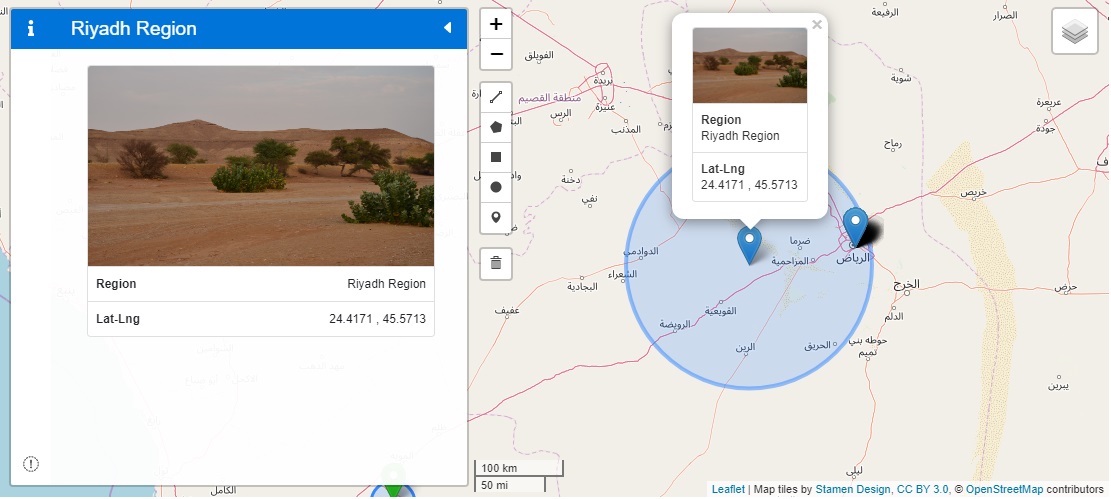 Riyadh Region
Region
Riyadh Region
Lat-Lng
24.4171 , 45.5713
+
−
×
Region
Riyadh Region
Lat-Lng
24.4171 , 45.5713
الرفيعة
الصرار
الفويلق
بريدة
شوية
منطقة القصيم
عنيزة
الرس
المذنب
عريعرة
جودة
رماح
دخنة
نفي
خريص
ضرما
الدوادمي
المزاحمية
الرياض
الشعراء
البجادية
الخرج
حرض
عفيف
القويعية
الدلم
الرويضة
حوطه بني
تميم
الرين
الحريق
يبرين
ليلى
الكامل
100 km
50 mi
Leaflet | Map tiles by Stamen Design, CC BY 3.0, © OpenStreetMap contributors